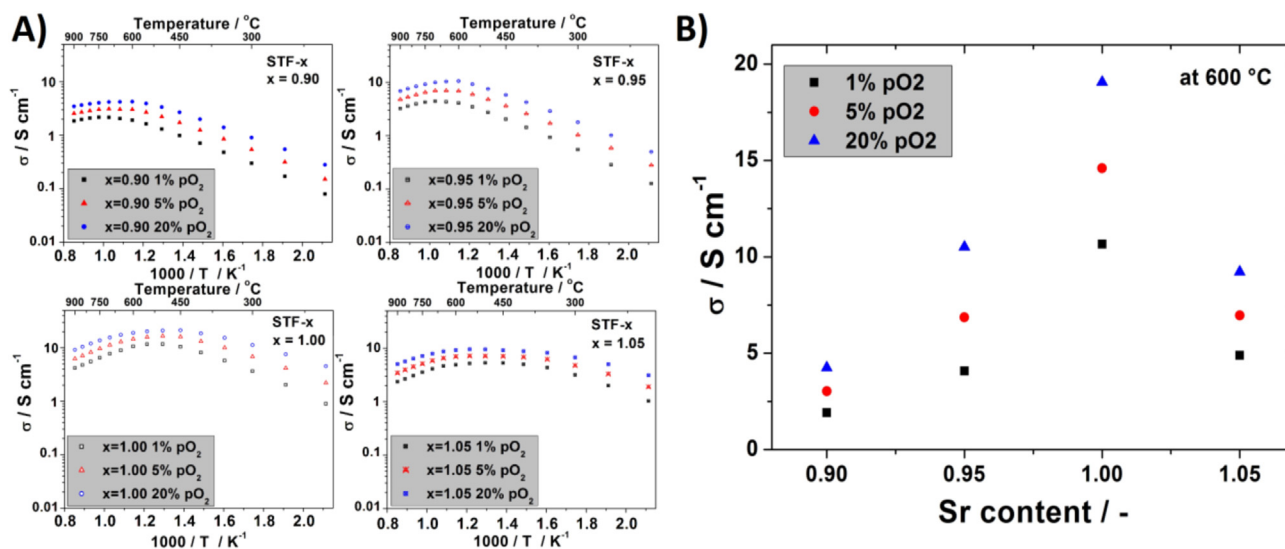 A)
Temperature / °C
900 750 600 450 300
σ / S cm⁻¹
10
1
0.1
0.01
STF-x
x = 0.90
x=0.90 1% pO₂
x=0.90 5% pO₂
x=0.90 20% pO₂
0.8 1.0 1.2 1.4 1.6 1.8 2.0
1000 / T / K⁻¹
Temperature / °C
900 750 600 450 300
σ / S cm⁻¹
10
1
0.1
0.01
STF-x
x = 0.95
x=0.95 1% pO₂
x=0.95 5% pO₂
x=0.95 20% pO₂
0.8 1.0 1.2 1.4 1.6 1.8 2.0
1000 / T / K⁻¹
Temperature / °C
900 750 600 450 300
σ / S cm⁻¹
10
1
0.1
0.01
STF-x
x = 1.00
x=1.00 1% pO₂
x=1.00 5% pO₂
x=1.00 20% pO₂
0.8 1.0 1.2 1.4 1.6 1.8 2.0
1000 / T / K⁻¹
Temperature / °C
900 750 600 450 300
σ / S cm⁻¹
10
1
0.1
0.01
STF-x
x = 1.05
x=1.05 1% pO₂
x=1.05 5% pO₂
x=1.05 20% pO₂
0.8 1.0 1.2 1.4 1.6 1.8 2.0
1000 / T / K⁻¹
B)
σ / S cm⁻¹
20
15
10
5
0
1% pO2
5% pO2
20% pO2
at 600 °C
0.90 0.95 1.00 1.05
Sr content / -